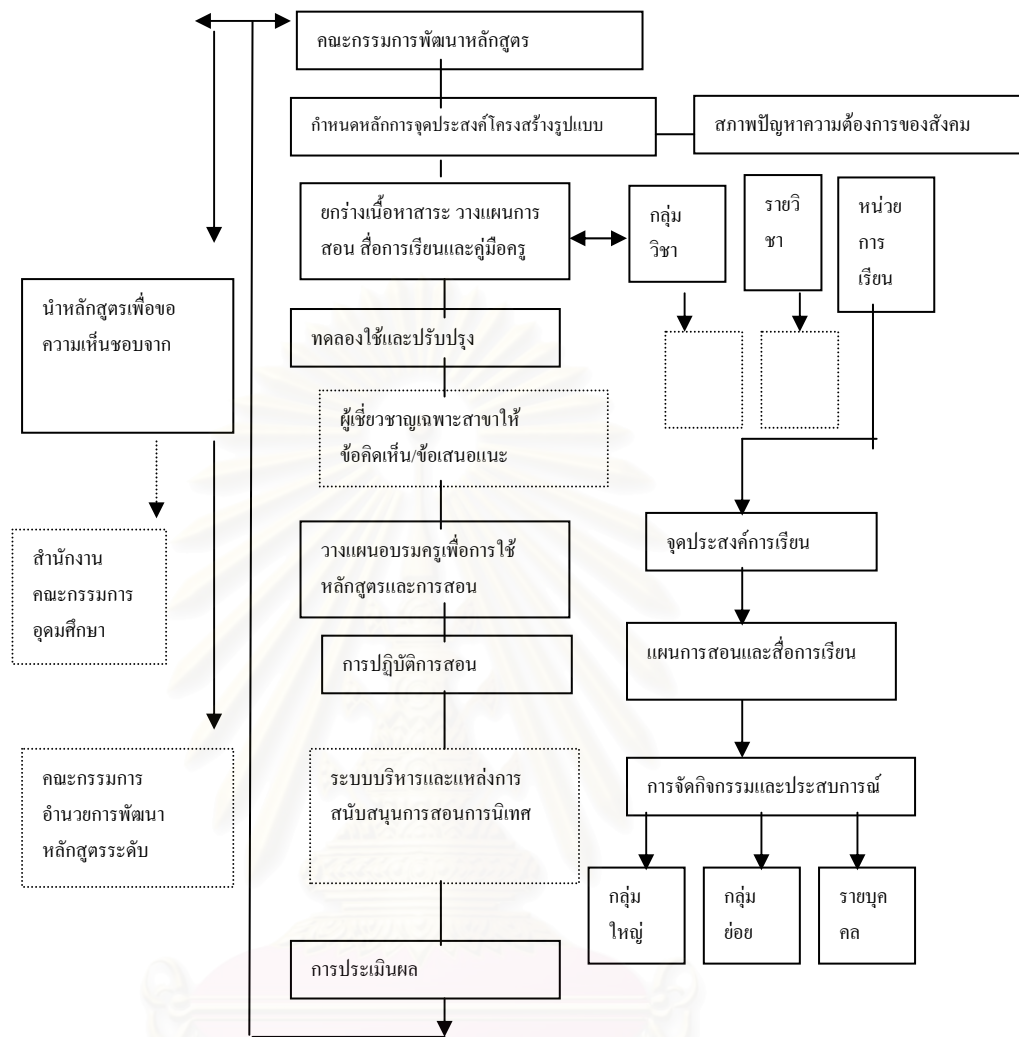 คณะกรรมการพัฒนาหลักสูตร
กำหนดหลักการจุดประสงค์โครงสร้างรูปแบบ
สภาพปัญหาความต้องการของสังคม
ยกร่างเนื้อหาสาระ วางแผนการ
สอน สื่อการเรียนและคู่มือครู
กลุ่ม
วิชา
รายวิ
ชา
หน่วย
การ
เรียน
นำหลักสูตรเพื่อขอ
ความเห็นชอบจาก
ทดลองใช้และปรับปรุง
ผู้เชี่ยวชาญเฉพาะสาขาให้
ข้อคิดเห็น/ข้อเสนอแนะ
สำนักงาน
คณะกรรมการ
อุดมศึกษา
วางแผนอบรมครูเพื่อการใช้
หลักสูตรและการสอน
จุดประสงค์การเรียน
การปฏิบัติการสอน
แผนการสอนและสื่อการเรียน
คณะกรรมการ
อำนวยการพัฒนา
หลักสูตรระดับ
ระบบบริหารและแหล่งการ
สนับสนุนการสอนการนิเทศ
การจัดกิจกรรมและประสบการณ์
กลุ่ม
ใหญ่
กลุ่ม
ย่อย
รายบุค
คล
การประเมินผล